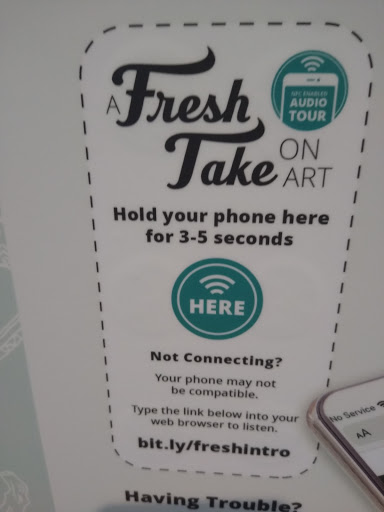 A Fresh
Take ON
ART
NFC ENABLED
AUDIO
TOUR
Hold your phone here
for 3-5 seconds
HERE
Not Connecting?
Your phone may not
be compatible.
Type the link below into your
web browser to listen.
bit.ly/freshintro
Having Trouble?
No Service
AA